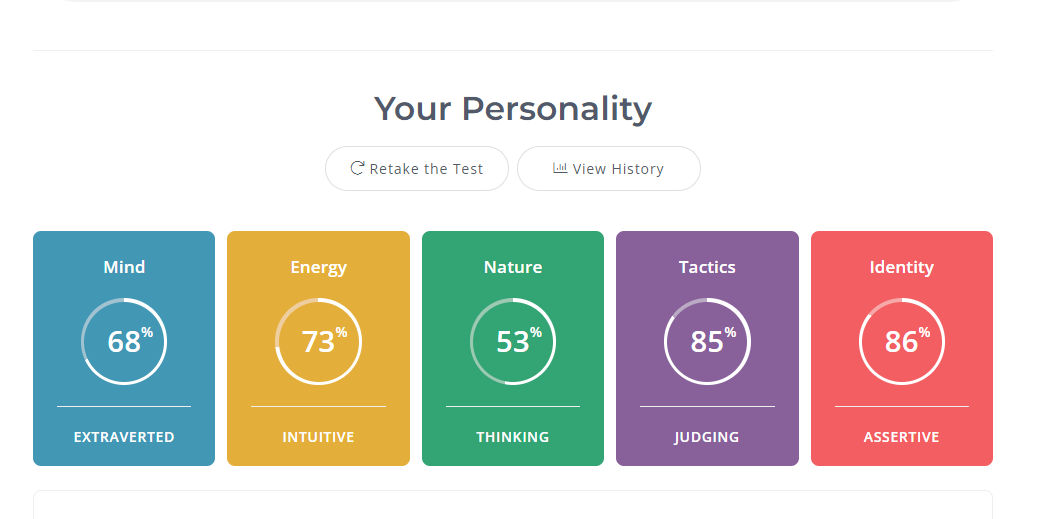 Your Personality
Retake the Test
View History
Mind
68%
EXTRAVERTED
Energy
73%
INTUITIVE
Nature
53%
THINKING
Tactics
85%
JUDGING
Identity
86%
ASSERTIVE